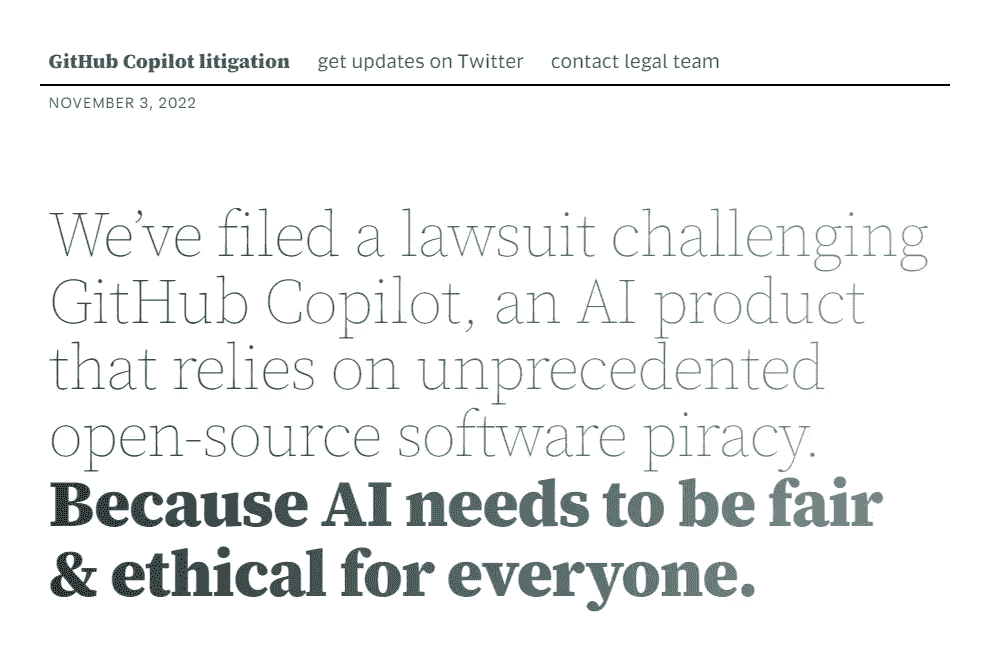 GitHub Copilot litigation get updates on Twitter contact legal team
NOVEMBER 3, 2022
We’ve filed a lawsuit challenging
GitHub Copilot, an AI product
that relies on unprecedented
open-source software piracy.
Because AI needs to be fair
& ethical for everyone.